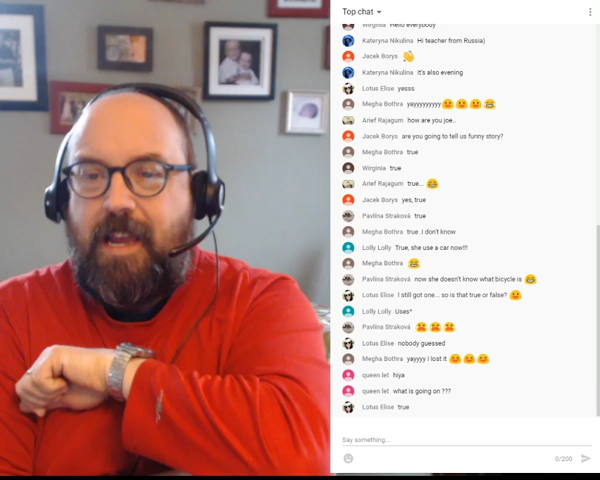 Top chat
Wirginia Hello everybody
Kateryna Nikulina Hi teacher from Russia)
Jacek Borys
Kateryna Nikulina it's also evening
Lotus Elise yesss
Megha Bothra yayyyyyyyyy
Arief Rajagum how are you joe..
Jacek Borys are you going to tell us funny story?
Megha Bothra true
Wirginia true
Arief Rajagum true...
Jacek Borys yes, true
Pavlína Straková true
Megha Bothra true .I don't know
Lolly Lolly True, she use a car now!!!
Megha Bothra
Pavlína Straková now she doesn't know what bicycle is
Lotus Elise I still got one... so is that true or false?
Lolly Lolly Uses*
Pavlína Straková
Lotus Elise nobody guessed
Megha Bothra yayyyy I lost it
queen let hiya
queen let what is going on ???
Lotus Elise true
Say something...
0/200